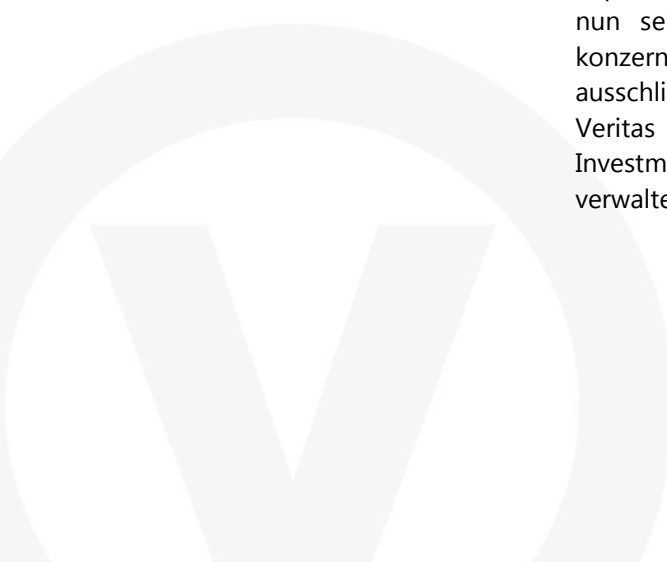 nun se
konzern
ausschli
Veritas
Investm
verwalte